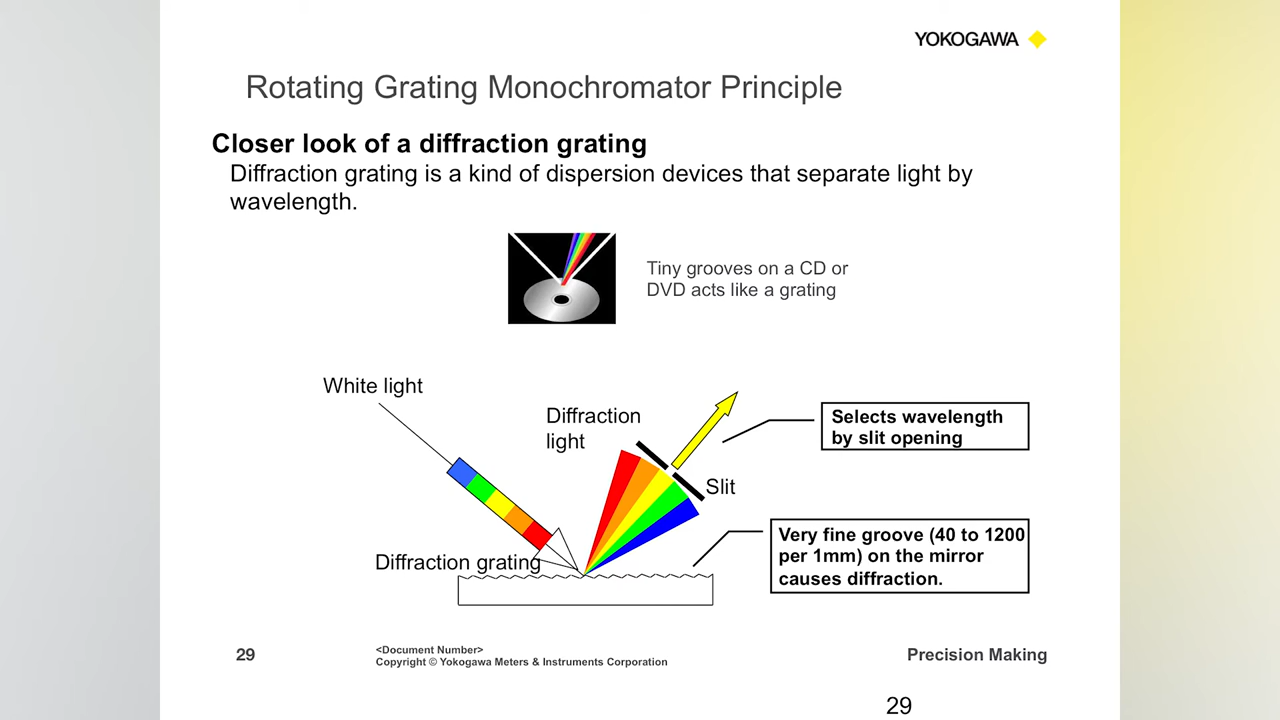 YOKOGAWA
Rotating Grating Monochromator Principle
Closer look of a diffraction grating
Diffraction grating is a kind of dispersion devices that separate light by
wavelength.
Tiny grooves on a CD or
DVD acts like a grating
White light
Diffraction
light
Selects wavelength
by slit opening
Slit
Very fine groove (40 to 1200
per 1mm) on the mirror
causes diffraction.
Diffraction grating
29
<Document Number>
Copyright © Yokogawa Meters & Instruments Corporation
Precision Making
29